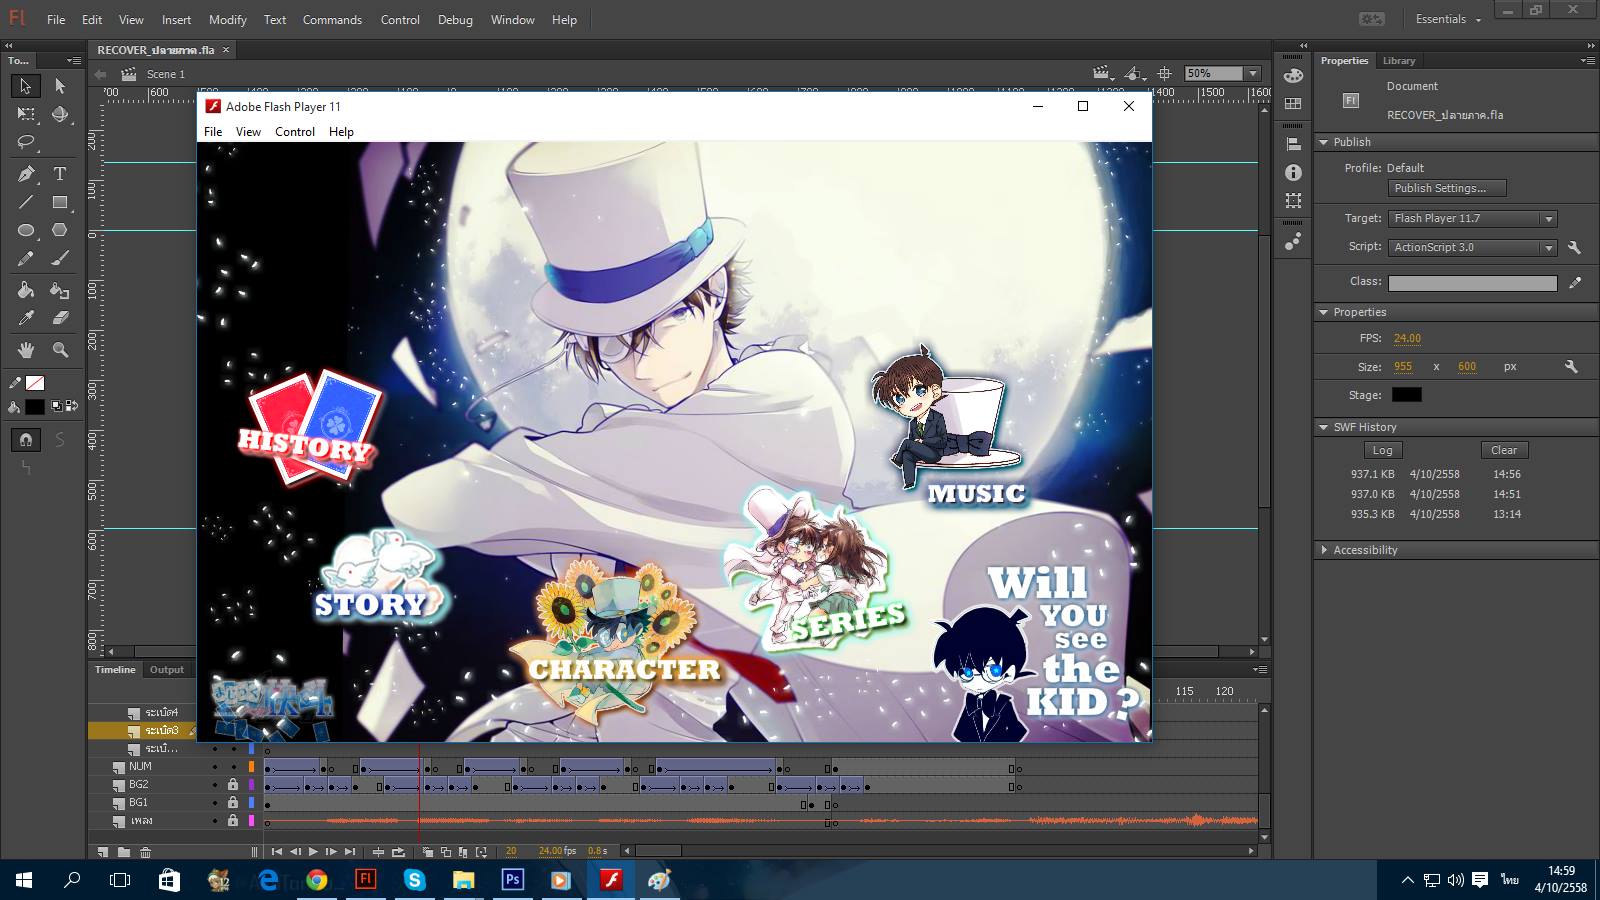 Fl File Edit View Insert Modify Text Commands Control Debug Window Help Essentials
To...
RECOVER_ปลายภาค.fla ×
Properties Library
Scene 1
50%
Document
RECOVER_ปลายภาค.fla
Adobe Flash Player 11
File View Control Help
Publish
Profile: Default
Publish Settings...
Target: Flash Player 11.7
Script: ActionScript 3.0
Class:
Properties
FPS: 24.00
Size: 955 x 600 px
Stage:
SWF History
Log Clear
937.1 KB 4/10/2558 14:56
937.0 KB 4/10/2558 14:51
935.3 KB 4/10/2558 13:14
Accessibility
HISTORY
MUSIC
STORY
SERIES
CHARACTER
Will
YOU
see
the
KID?
Timeline Output
115 120
ระเบิด4
ระเบิด3
ระเบิ...
NUM
BG2
BG1
เพลง
20 24.00 fps 0.8 s
ไทย
14:59
4/10/2558